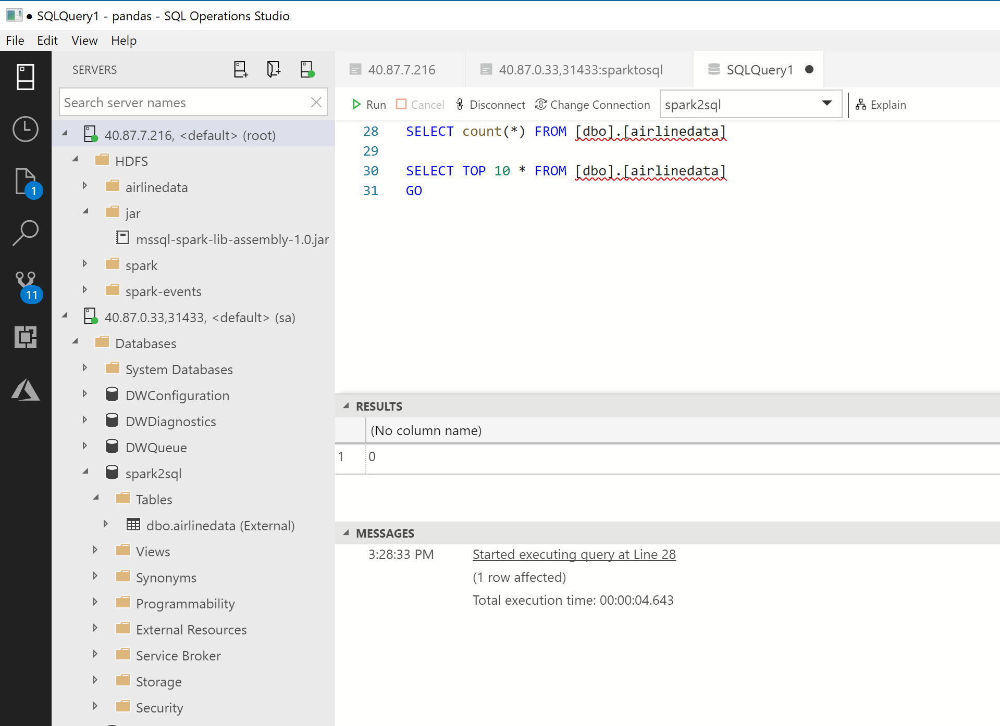 ● SQLQuery1 - pandas - SQL Operations Studio
File Edit View Help
SERVERS
Search server names
40.87.7.216, <default> (root)
HDFS
airlinedata
jar
mssql-spark-lib-assembly-1.0.jar
spark
spark-events
40.87.0.33,31433, <default> (sa)
Databases
System Databases
DWConfiguration
DWDiagnostics
DWQueue
spark2sql
Tables
dbo.airlinedata (External)
Views
Synonyms
Programmability
External Resources
Service Broker
Storage
Security
1
11
40.87.7.216 40.87.0.33,31433:sparktosql SQLQuery1 ●
Run Cancel Disconnect Change Connection spark2sql Explain
28 SELECT count(*) FROM [dbo].[airlinedata]
29
30 SELECT TOP 10 * FROM [dbo].[airlinedata]
31 GO
RESULTS
(No column name)
1 0
MESSAGES
3:28:33 PM Started executing query at Line 28
(1 row affected)
Total execution time: 00:00:04.643